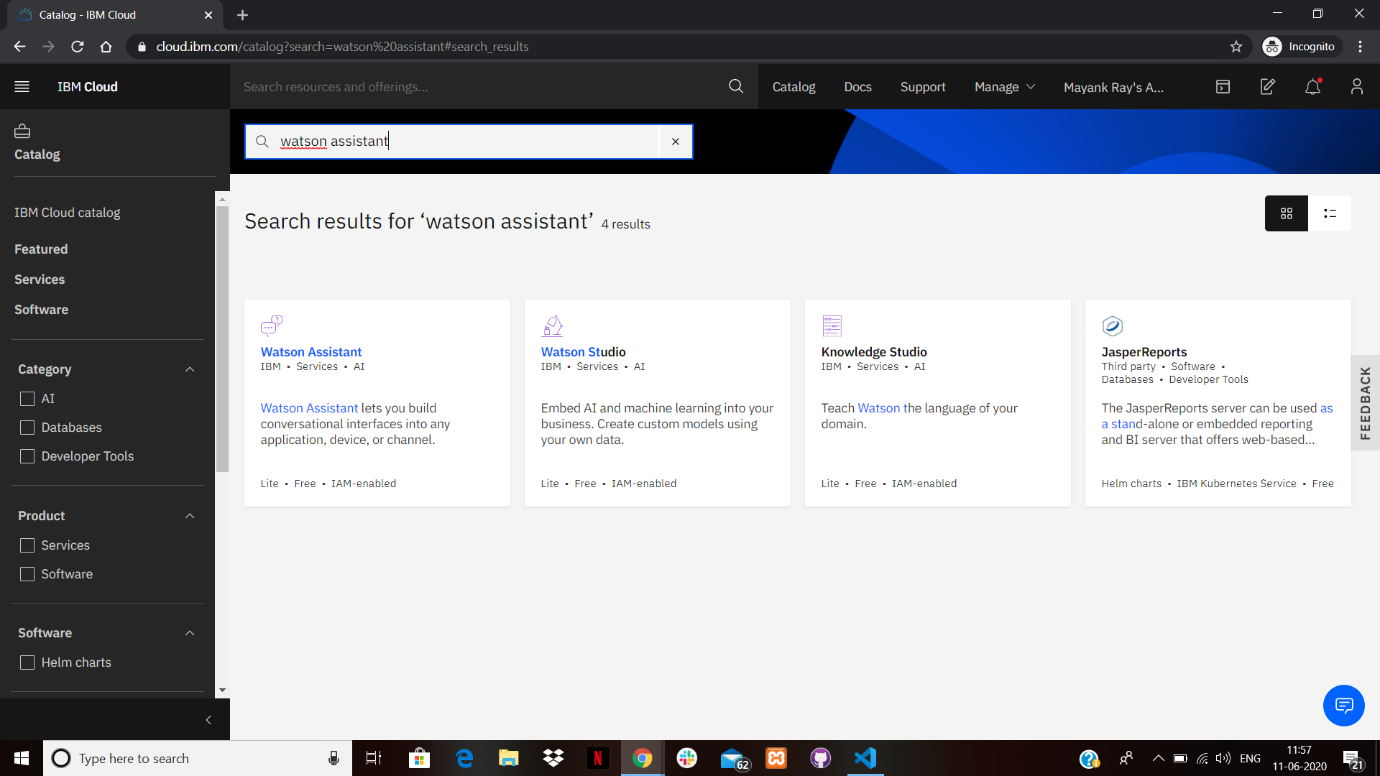 Catalog - IBM Cloud
cloud.ibm.com/catalog?search=watson%20assistant#search_results
Incognito
IBM Cloud
Search resources and offerings...
Catalog
Docs
Support
Manage
Mayank Ray's A...
Catalog
watson assistant
IBM Cloud catalog
Featured
Services
Software
Category
AI
Databases
Developer Tools
Product
Services
Software
Software
Helm charts
Search results for ‘watson assistant’ 4 results
Watson Assistant
IBM • Services • AI
Watson Assistant lets you build
conversational interfaces into any
application, device, or channel.
Lite • Free • IAM-enabled
Watson Studio
IBM • Services • AI
Embed AI and machine learning into your
business. Create custom models using
your own data.
Lite • Free • IAM-enabled
Knowledge Studio
IBM • Services • AI
Teach Watson the language of your
domain.
Lite • Free • IAM-enabled
JasperReports
Third party • Software •
Databases • Developer Tools
The JasperReports server can be used as
a stand-alone or embedded reporting
and BI server that offers web-based...
Helm charts • IBM Kubernetes Service • Free
FEEDBACK
Type here to search
N
62
ENG
11:57
11-06-2020
21